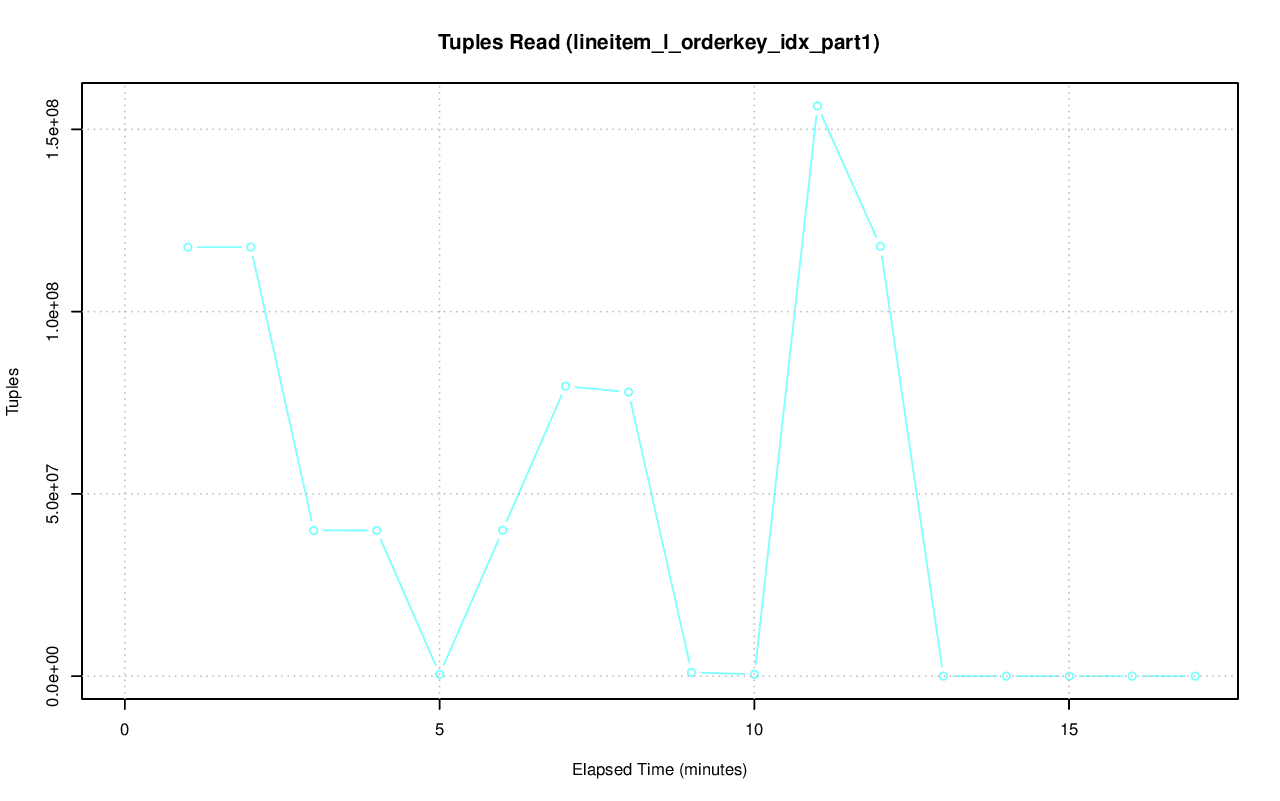 Tuples Read (lineitem_l_orderkey_idx_part1)
1.5e+08
1.0e+08
5.0e+07
0.0e+00
Tuples
0 5 10 15
Elapsed Time (minutes)